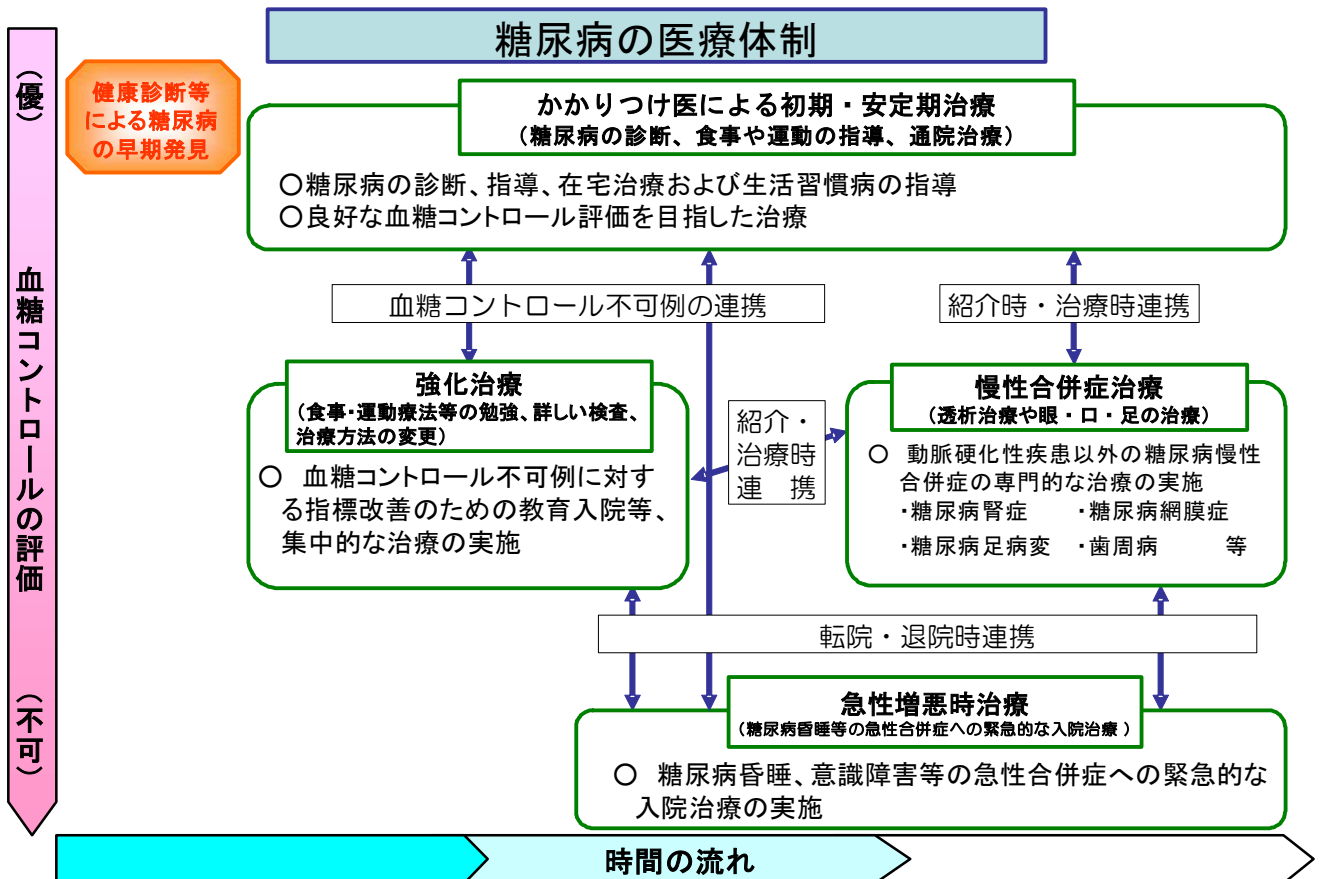 糖尿病の医療体制
(優)
血糖コントロールの評価
(不可)
健康診断等
による糖尿病
の早期発見
かかりつけ医による初期・安定期治療
(糖尿病の診断、食事や運動の指導、通院治療)
○糖尿病の診断、指導、在宅治療および生活習慣病の指導
○良好な血糖コントロール評価を目指した治療
血糖コントロール不可例の連携
紹介時・治療時連携
強化治療
(食事・運動療法等の勉強、詳しい検査、
治療方法の変更)
○ 血糖コントロール不可例に対す
る指標改善のための教育入院等、
集中的な治療の実施
紹介・
治療時
連 携
慢性合併症治療
(透析治療や眼・口・足の治療)
○ 動脈硬化性疾患以外の糖尿病慢性
合併症の専門的な治療の実施
・糖尿病腎症 ・糖尿病網膜症
・糖尿病足病変 ・歯周病 等
転院・退院時連携
急性増悪時治療
(糖尿病昏睡等の急性合併症への緊急的な入院治療)
○ 糖尿病昏睡、意識障害等の急性合併症への緊急的な
入院治療の実施
時間の流れ